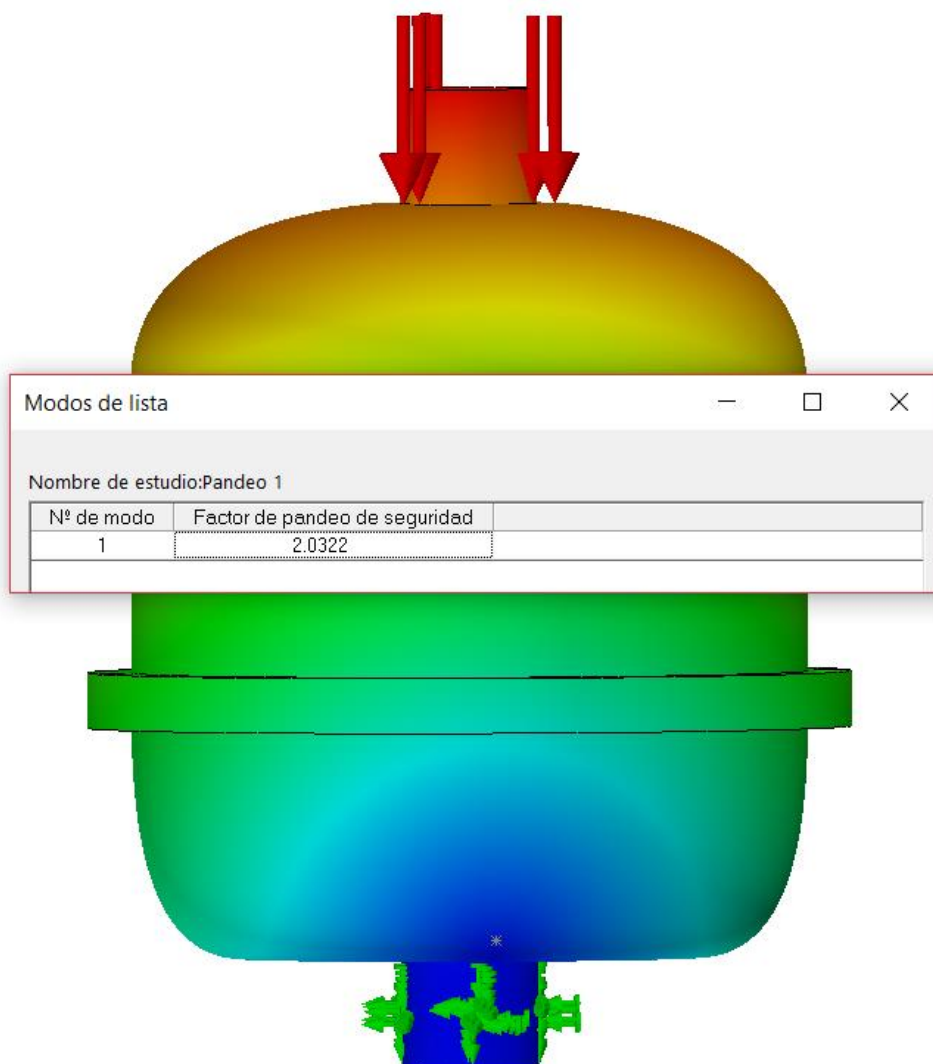 Modos de lista
Nombre de estudio:Pandeo 1
Nº de modo Factor de pandeo de seguridad
1 2.0322